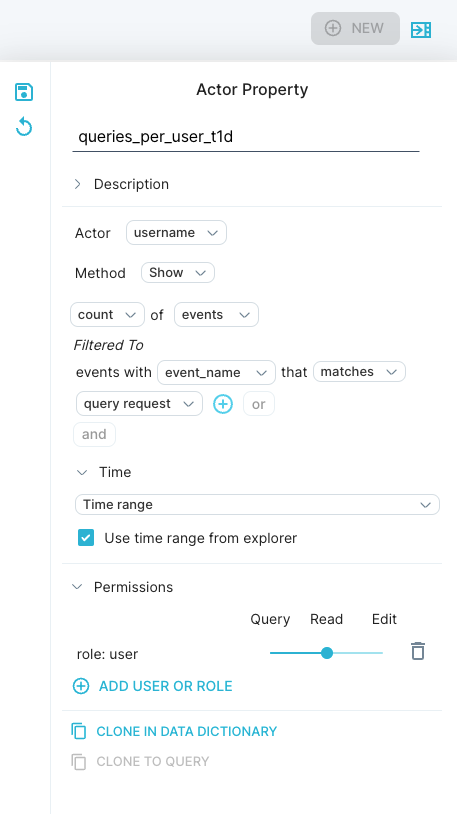 NEW
Actor Property
queries_per_user_t1d
Description
Actor username
Method Show
count of events
Filtered To
events with event_name that matches
query request or
and
Time
Time range
Use time range from explorer
Permissions
Query Read Edit
role: user
ADD USER OR ROLE
CLONE IN DATA DICTIONARY
CLONE TO QUERY